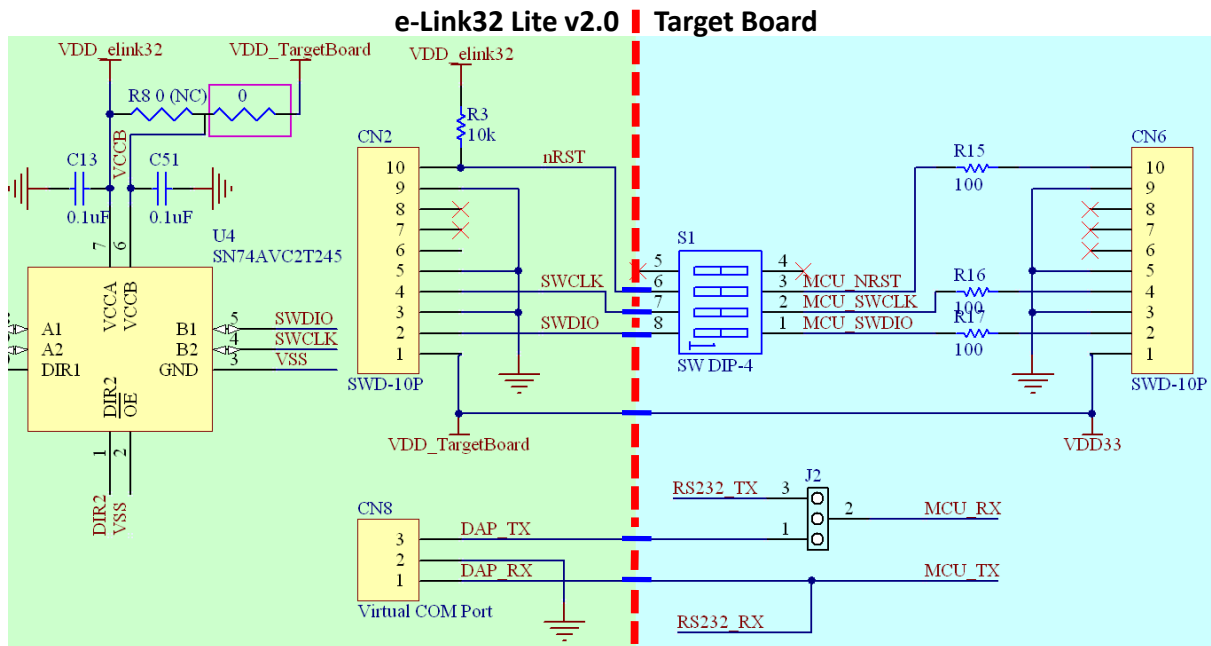 e-Link32 Lite v2.0 Target Board
VDD_elink32
VDD_TargetBoard
VDD_elink32
R8 0 (NC)
0
R3
10k
CN2
CN6
nRST
VCCB
C13
C51
0.1uF
0.1uF
7
6
U4
SN74AVC2T245
VCCA
VCCB
A1
A2
DIR1
B1
B2
GND
5
4
3
SWDIO
SWCLK
VSS
DIR2
OE
1
2
DIR2
VSS
10
9
8
7
6
5
4
3
2
1
SWD-10P
SWCLK
SWDIO
VDD_TargetBoard
S1
5
6
7
8
4
3
2
1
SW DIP-4
MCU_NRST
MCU_SWCLK
MCU_SWDIO
R15
100
R16
100
R17
100
10
9
8
7
6
5
4
3
2
1
SWD-10P
VDD33
CN8
3
2
1
Virtual COM Port
DAP_TX
DAP_RX
RS232_TX
3
1
J2
2
MCU_RX
MCU_TX
RS232_RX